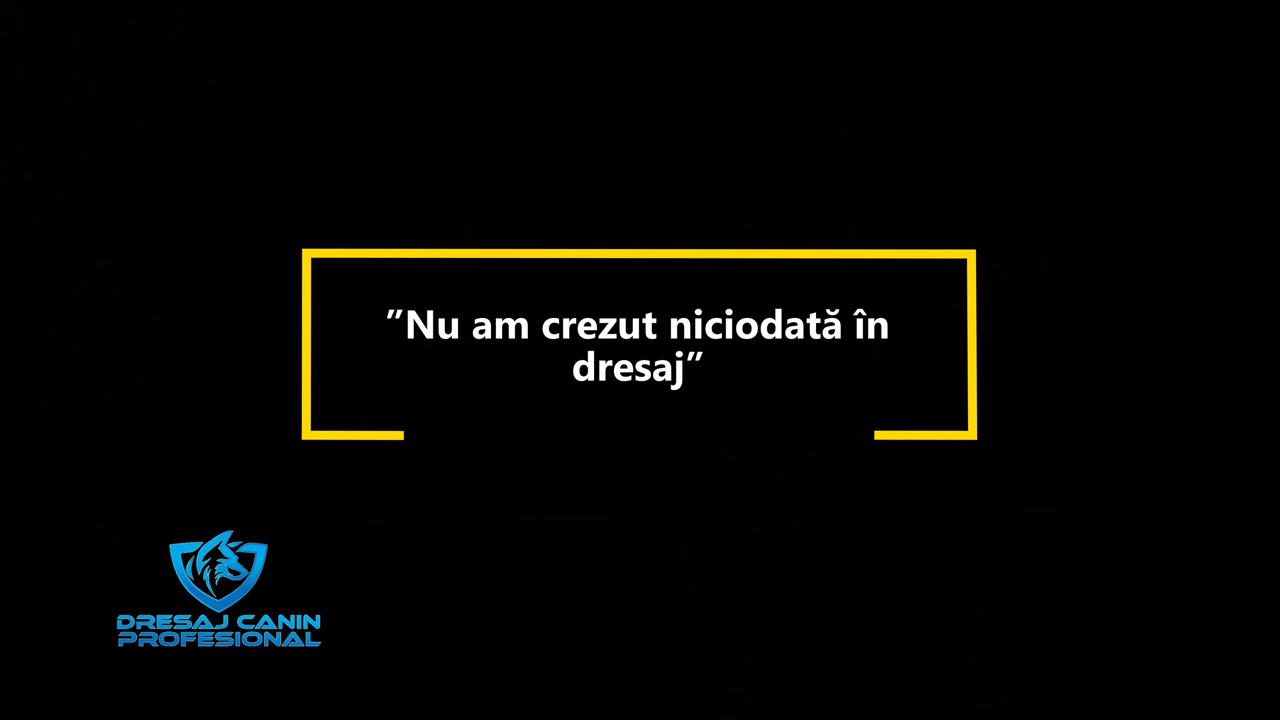 ”Nu am crezut niciodată în
dresaj”
DRESAJ CANIN
PROFESIONAL